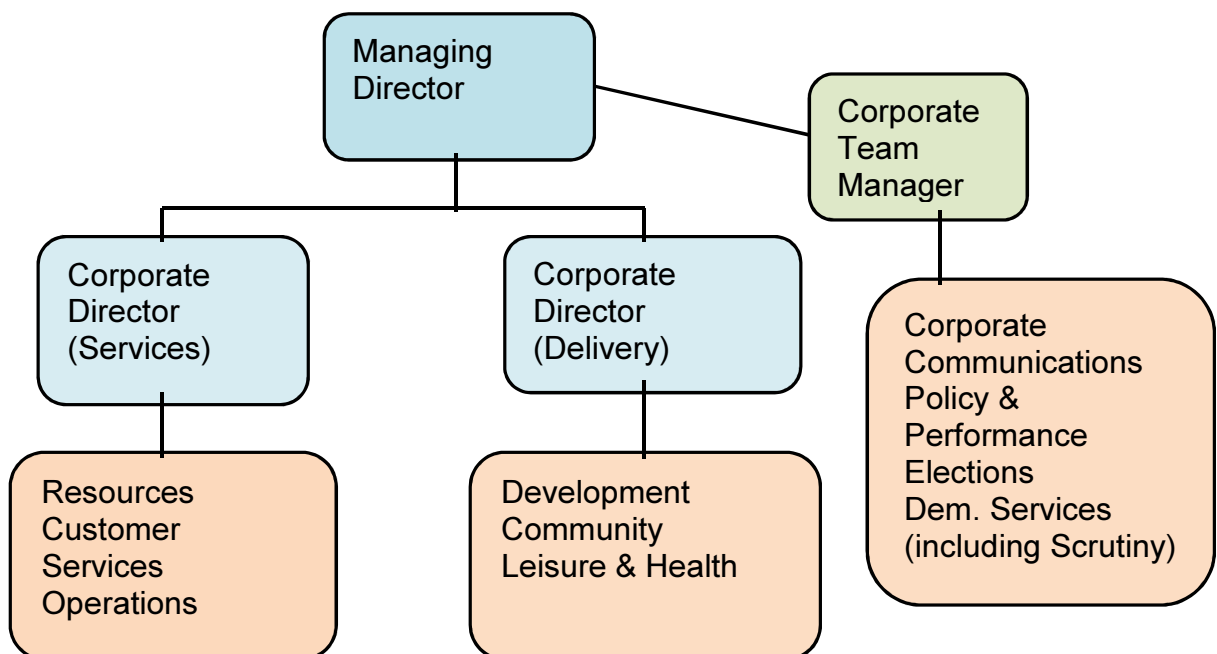 Managing
Director
Corporate
Team
Manager
Corporate
Director
(Services)
Corporate
Director
(Delivery)
Corporate
Communications
Policy &
Performance
Elections
Dem. Services
(including Scrutiny)
Resources
Customer
Services
Operations
Development
Community
Leisure & Health